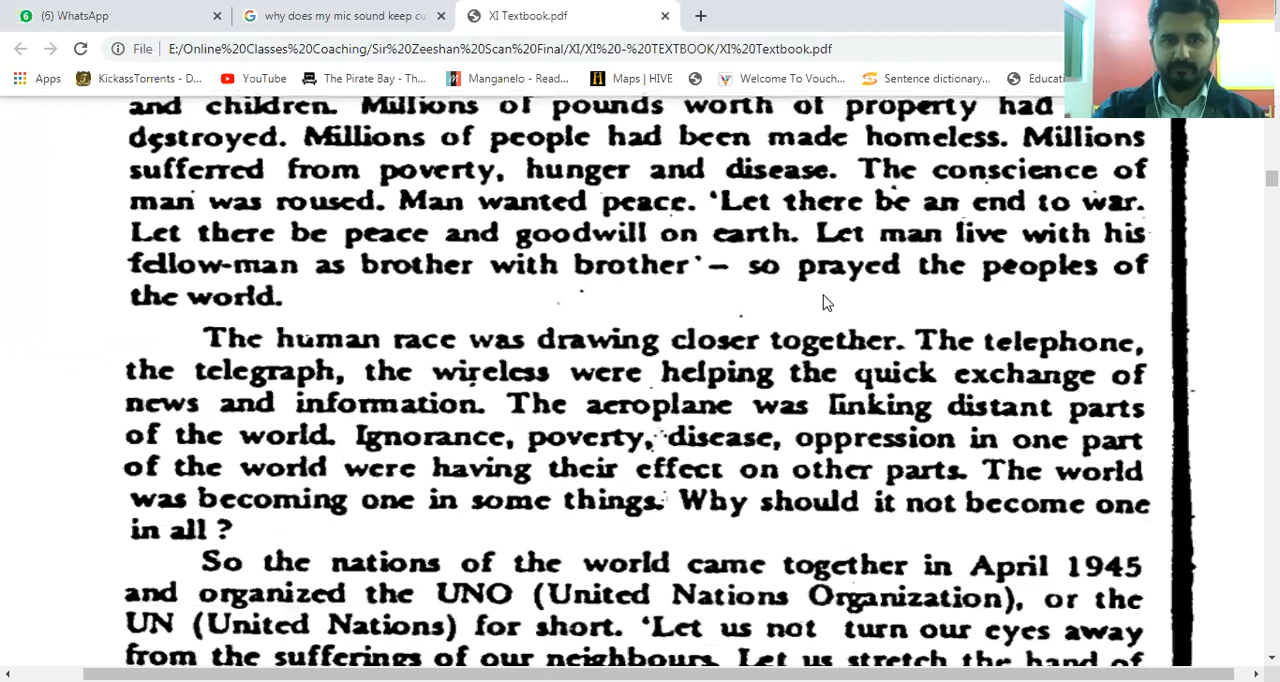 (6) WhatsApp
why does my mic sound keep cu
XI Textbook.pdf
File
E:/Online%20Classes%20Coaching/Sir%20Zeeshan%20Scan%20Final/XI/XI%20-%20TEXTBOOK/XI%20Textbook.pdf
Apps
KickassTorrents - D...
YouTube
The Pirate Bay - Th...
Manganelo - Read...
Maps | HIVE
Welcome To Vouch...
Sentence dictionary...
Educati
and children. Millions of pounds worth of property had
destroyed. Millions of people had been made homeless. Millions
sufferred from poverty, hunger and disease. The conscience of
man was roused. Man wanted peace. 'Let there be an end to war.
Let there be peace and goodwill on earth. Let man live with his
fellow-man as brother with brother' – so prayed the peoples of
the world.
The human race was drawing closer together. The telephone,
the telegraph, the wireless were helping the quick exchange of
news and information. The aeroplane was linking distant parts
of the world. Ignorance, poverty, disease, oppression in one part
of the world were having their effect on other parts. The world
was becoming one in some things. Why should it not become one
in all ?
So the nations of the world came together in April 1945
and organized the UNO (United Nations Organization), or the
UN (United Nations) for short. 'Let us not turn our eyes away
from the sufferings of our neighbours. Let us stretch the hand of